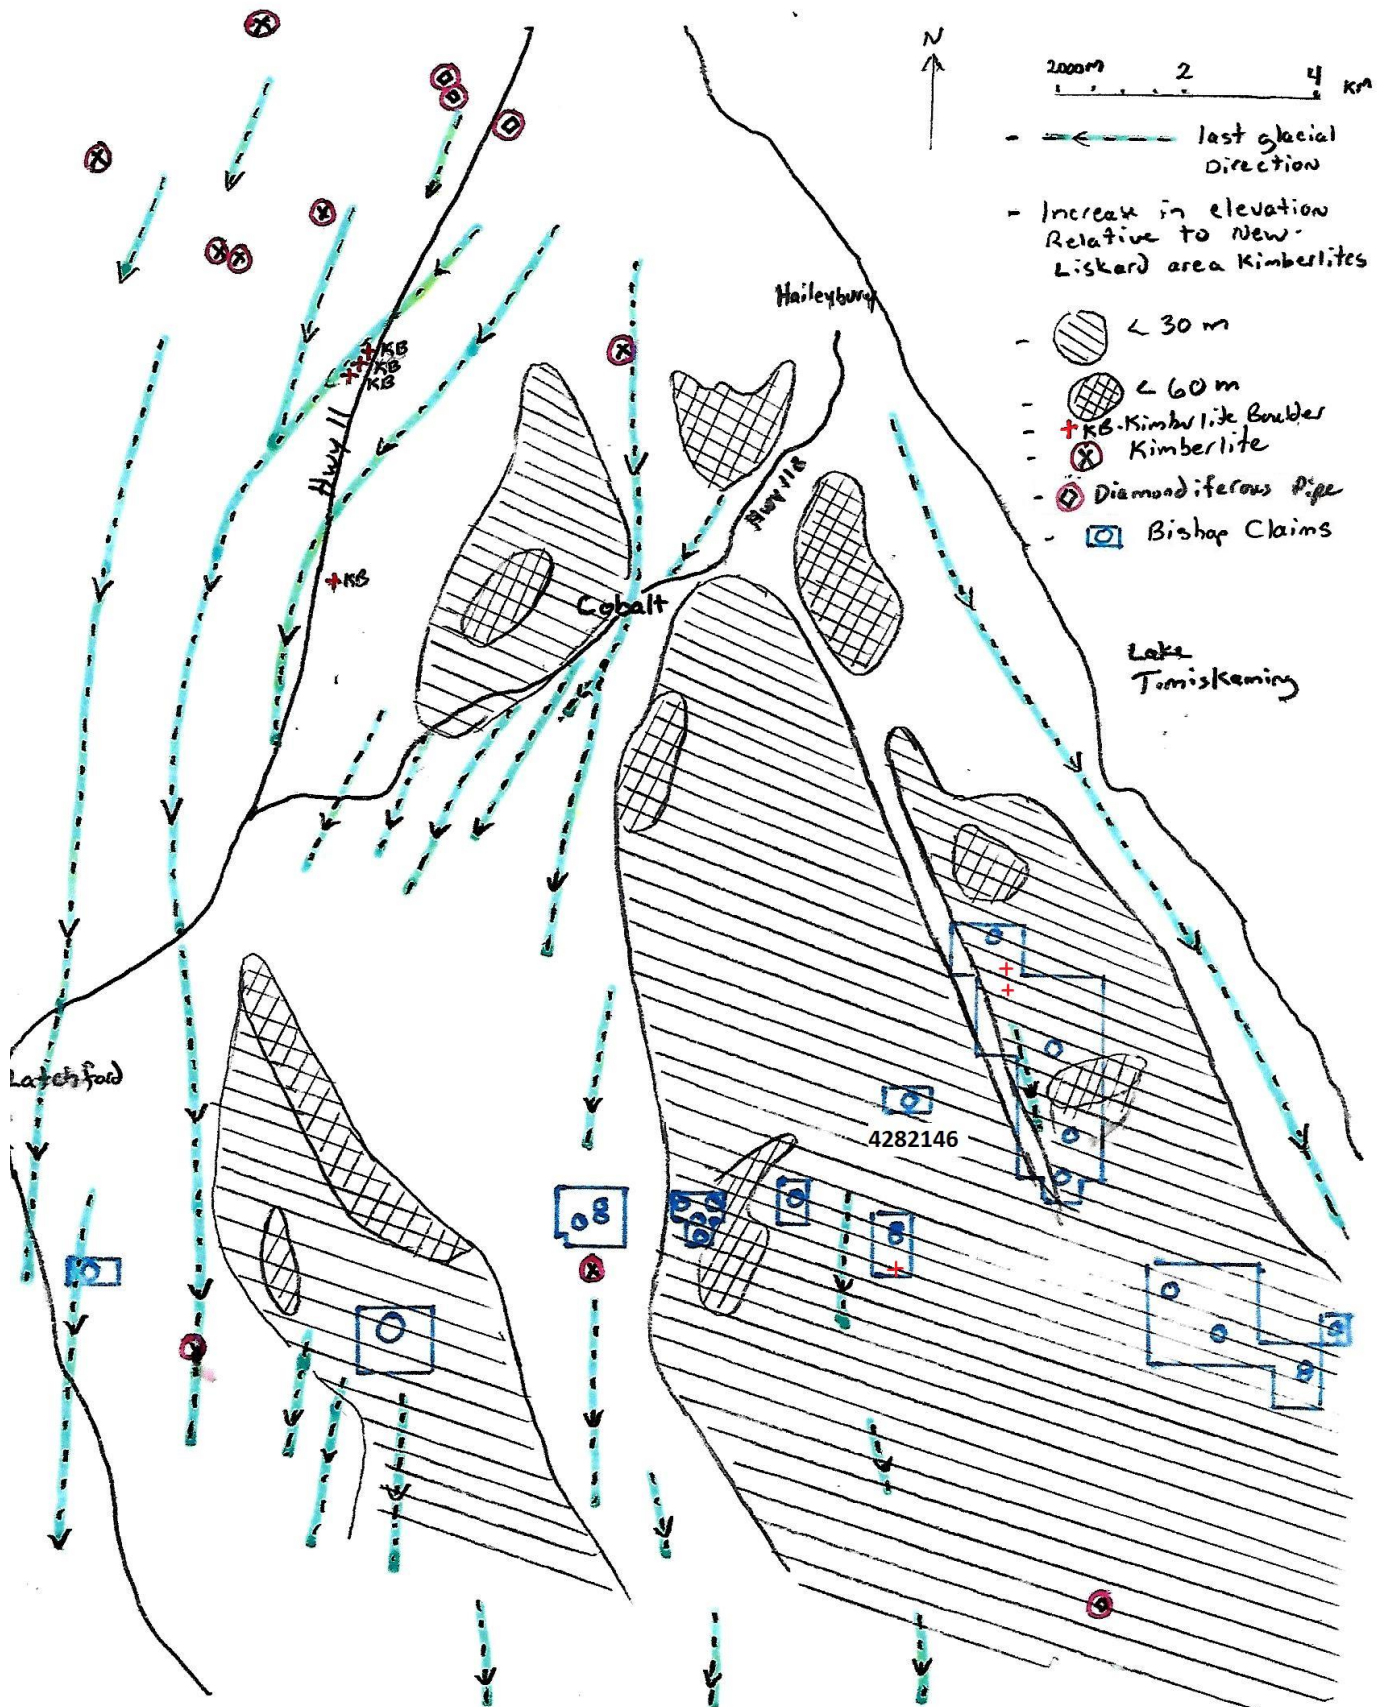 N
2000m 2 4 KM
- last glacial
Direction
- Increase in elevation
Relative to New-
Liskard area Kimberlites
- < 30 m
- < 60 m
- + KB-Kimberlite Boulder
- Kimberlite
- Diamondiferous Pipe
- Bishop Claims
Haileybury
KB
KB
KB
Hwy 11
Hwy 11B
KB
Cobalt
Lake
Temiskaming
Latchford
4282146